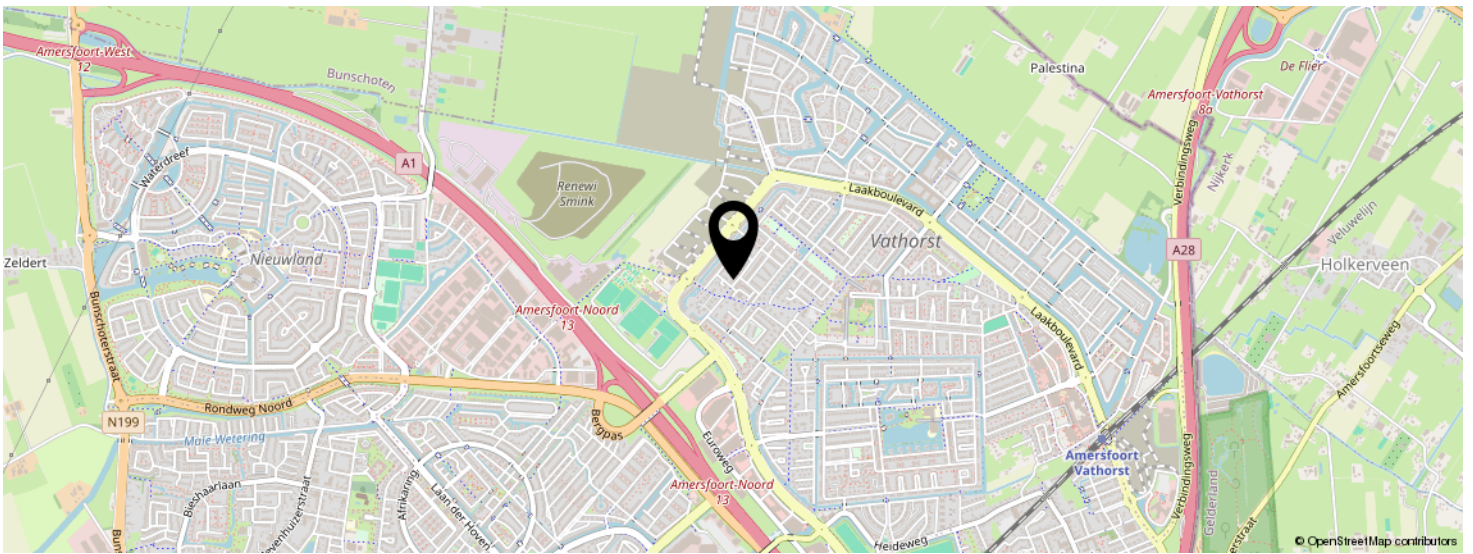 Amersfoort-West
12
Bunschoten
Palestina
De Flier
Amersfoort-Vathorst
8a
Verbindingsweg
Nijkerk
A1
Waterdreef
Renewi
Smink
Laakboulevard
Vathorst
Veluwelijn
A28
Zeldert
Nieuwland
Holkerveen
Bunschoterstraat
Amersfoort-Noord
13
Laakboulevard
Amersfoortseweg
Rondweg Noord
N199
Male Wetering
Bergpas
Euroweg
Amersfoort
Vathorst
Amersfoort-Noord
13
Bieshaarlaan
Afrikaring
Laan der Hoven
Verbindingsweg
Gelderland
Heideweg
© OpenStreetMap contributors